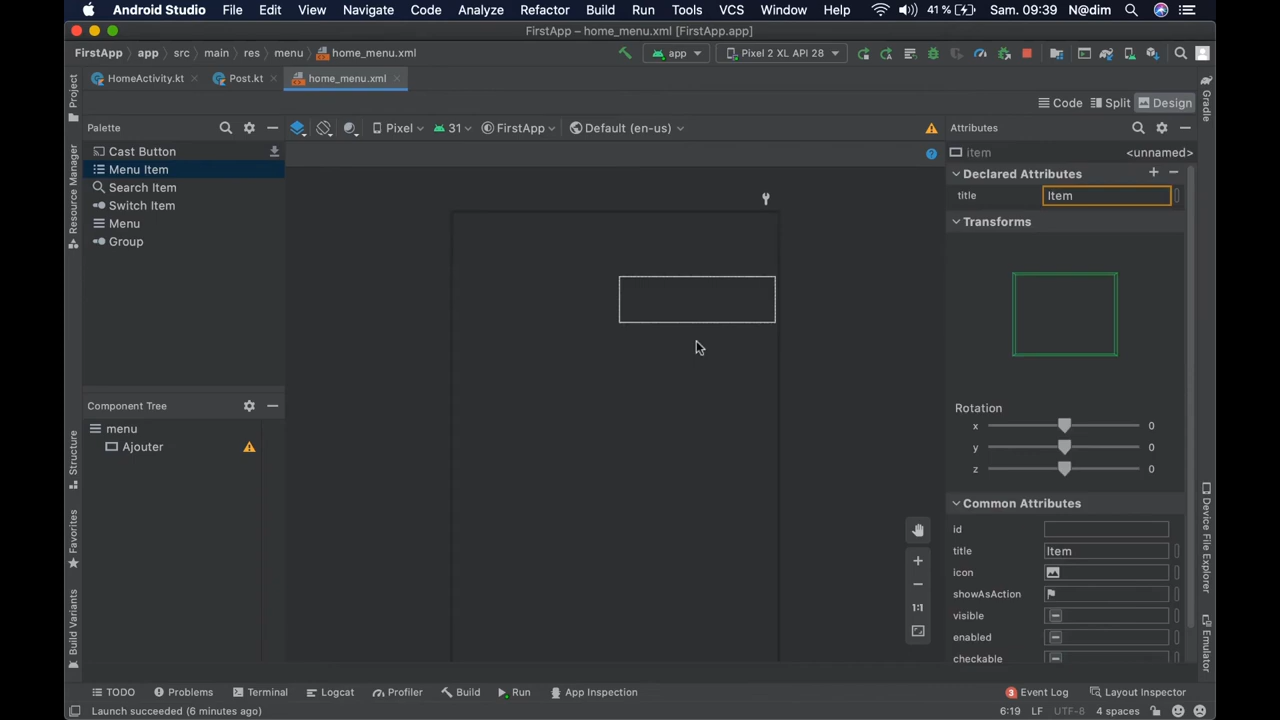 Android Studio File Edit View Navigate Code Analyze Refactor Build Run Tools VCS Window Help 41 % Sam. 09:39 N@dim
FirstApp – home_menu.xml [FirstApp.app]
FirstApp app src main res menu home_menu.xml app Pixel 2 XL API 28
Project HomeActivity.kt Post.kt home_menu.xml Gradle
Code Split Design
Palette Pixel 31 FirstApp Default (en-us) Attributes
Cast Button item <unnamed>
Menu Item Declared Attributes
Search Item title Item
Switch Item
Menu Transforms
Group
Resource Manager
Component Tree Rotation
menu x 0
Ajouter y 0
z 0
Structure
Common Attributes
id
title Item
icon
showAsAction
visible
enabled
checkable
Favorites
Build Variants
Device File Explorer
Emulator
TODO Problems Terminal Logcat Profiler Build Run App Inspection 3 Event Log Layout Inspector
Launch succeeded (6 minutes ago) 6:19 LF UTF-8 4 spaces
1:1